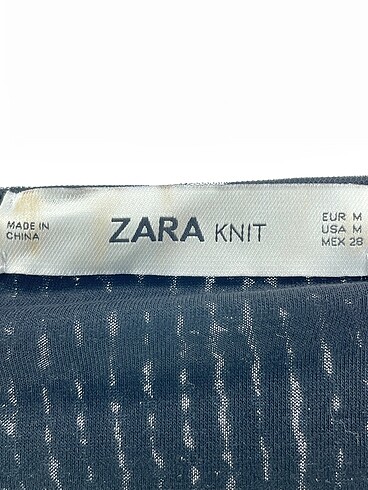 MADE IN
CHINA
ZARA KNIT
EUR M
USA M
MEX 28